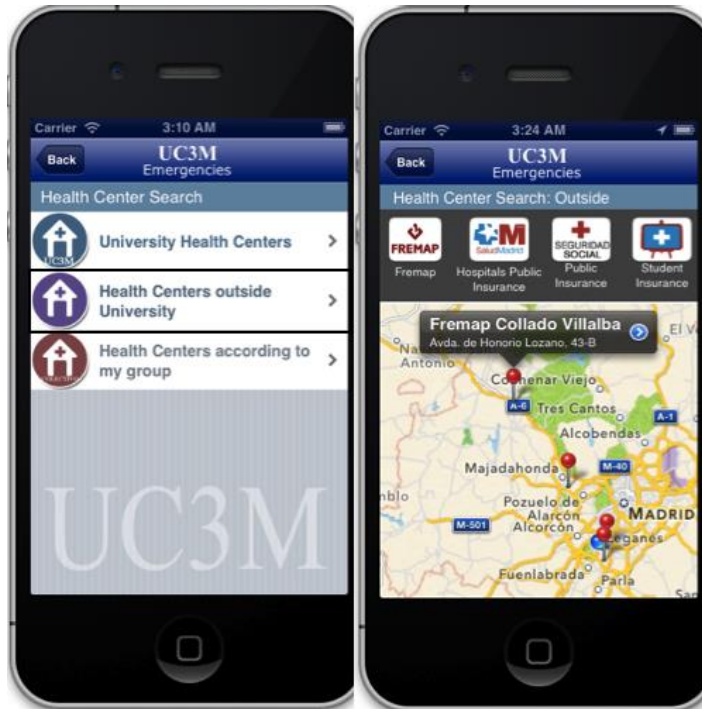 Carrier
3:10 AM
Back
UC3M
Emergencies
Health Center Search
UC3M
University Health Centers
Health Centers outside
University
Health Centers according to
my group
UC3M
Carrier
3:24 AM
Back
UC3M
Emergencies
Health Center Search: Outside
FREMAP
SaludMadrid
SEGURIDAD
SOCIAL
Fremap
Hospitals Public
Insurance
Public
Insurance
Student
Insurance
Fremap Collado Villalba
Avda. de Honorio Lozano, 43-B
El V
Na
Antonio
Colmenar Viejo
A-6
Tres Cantos
A-1
Alcobendas
Majadahonda
M-40
Pozuelo de
Alarcón
MADRID
M-501
Alcorcón
Leganés
Fuenlabrada
Parla
San